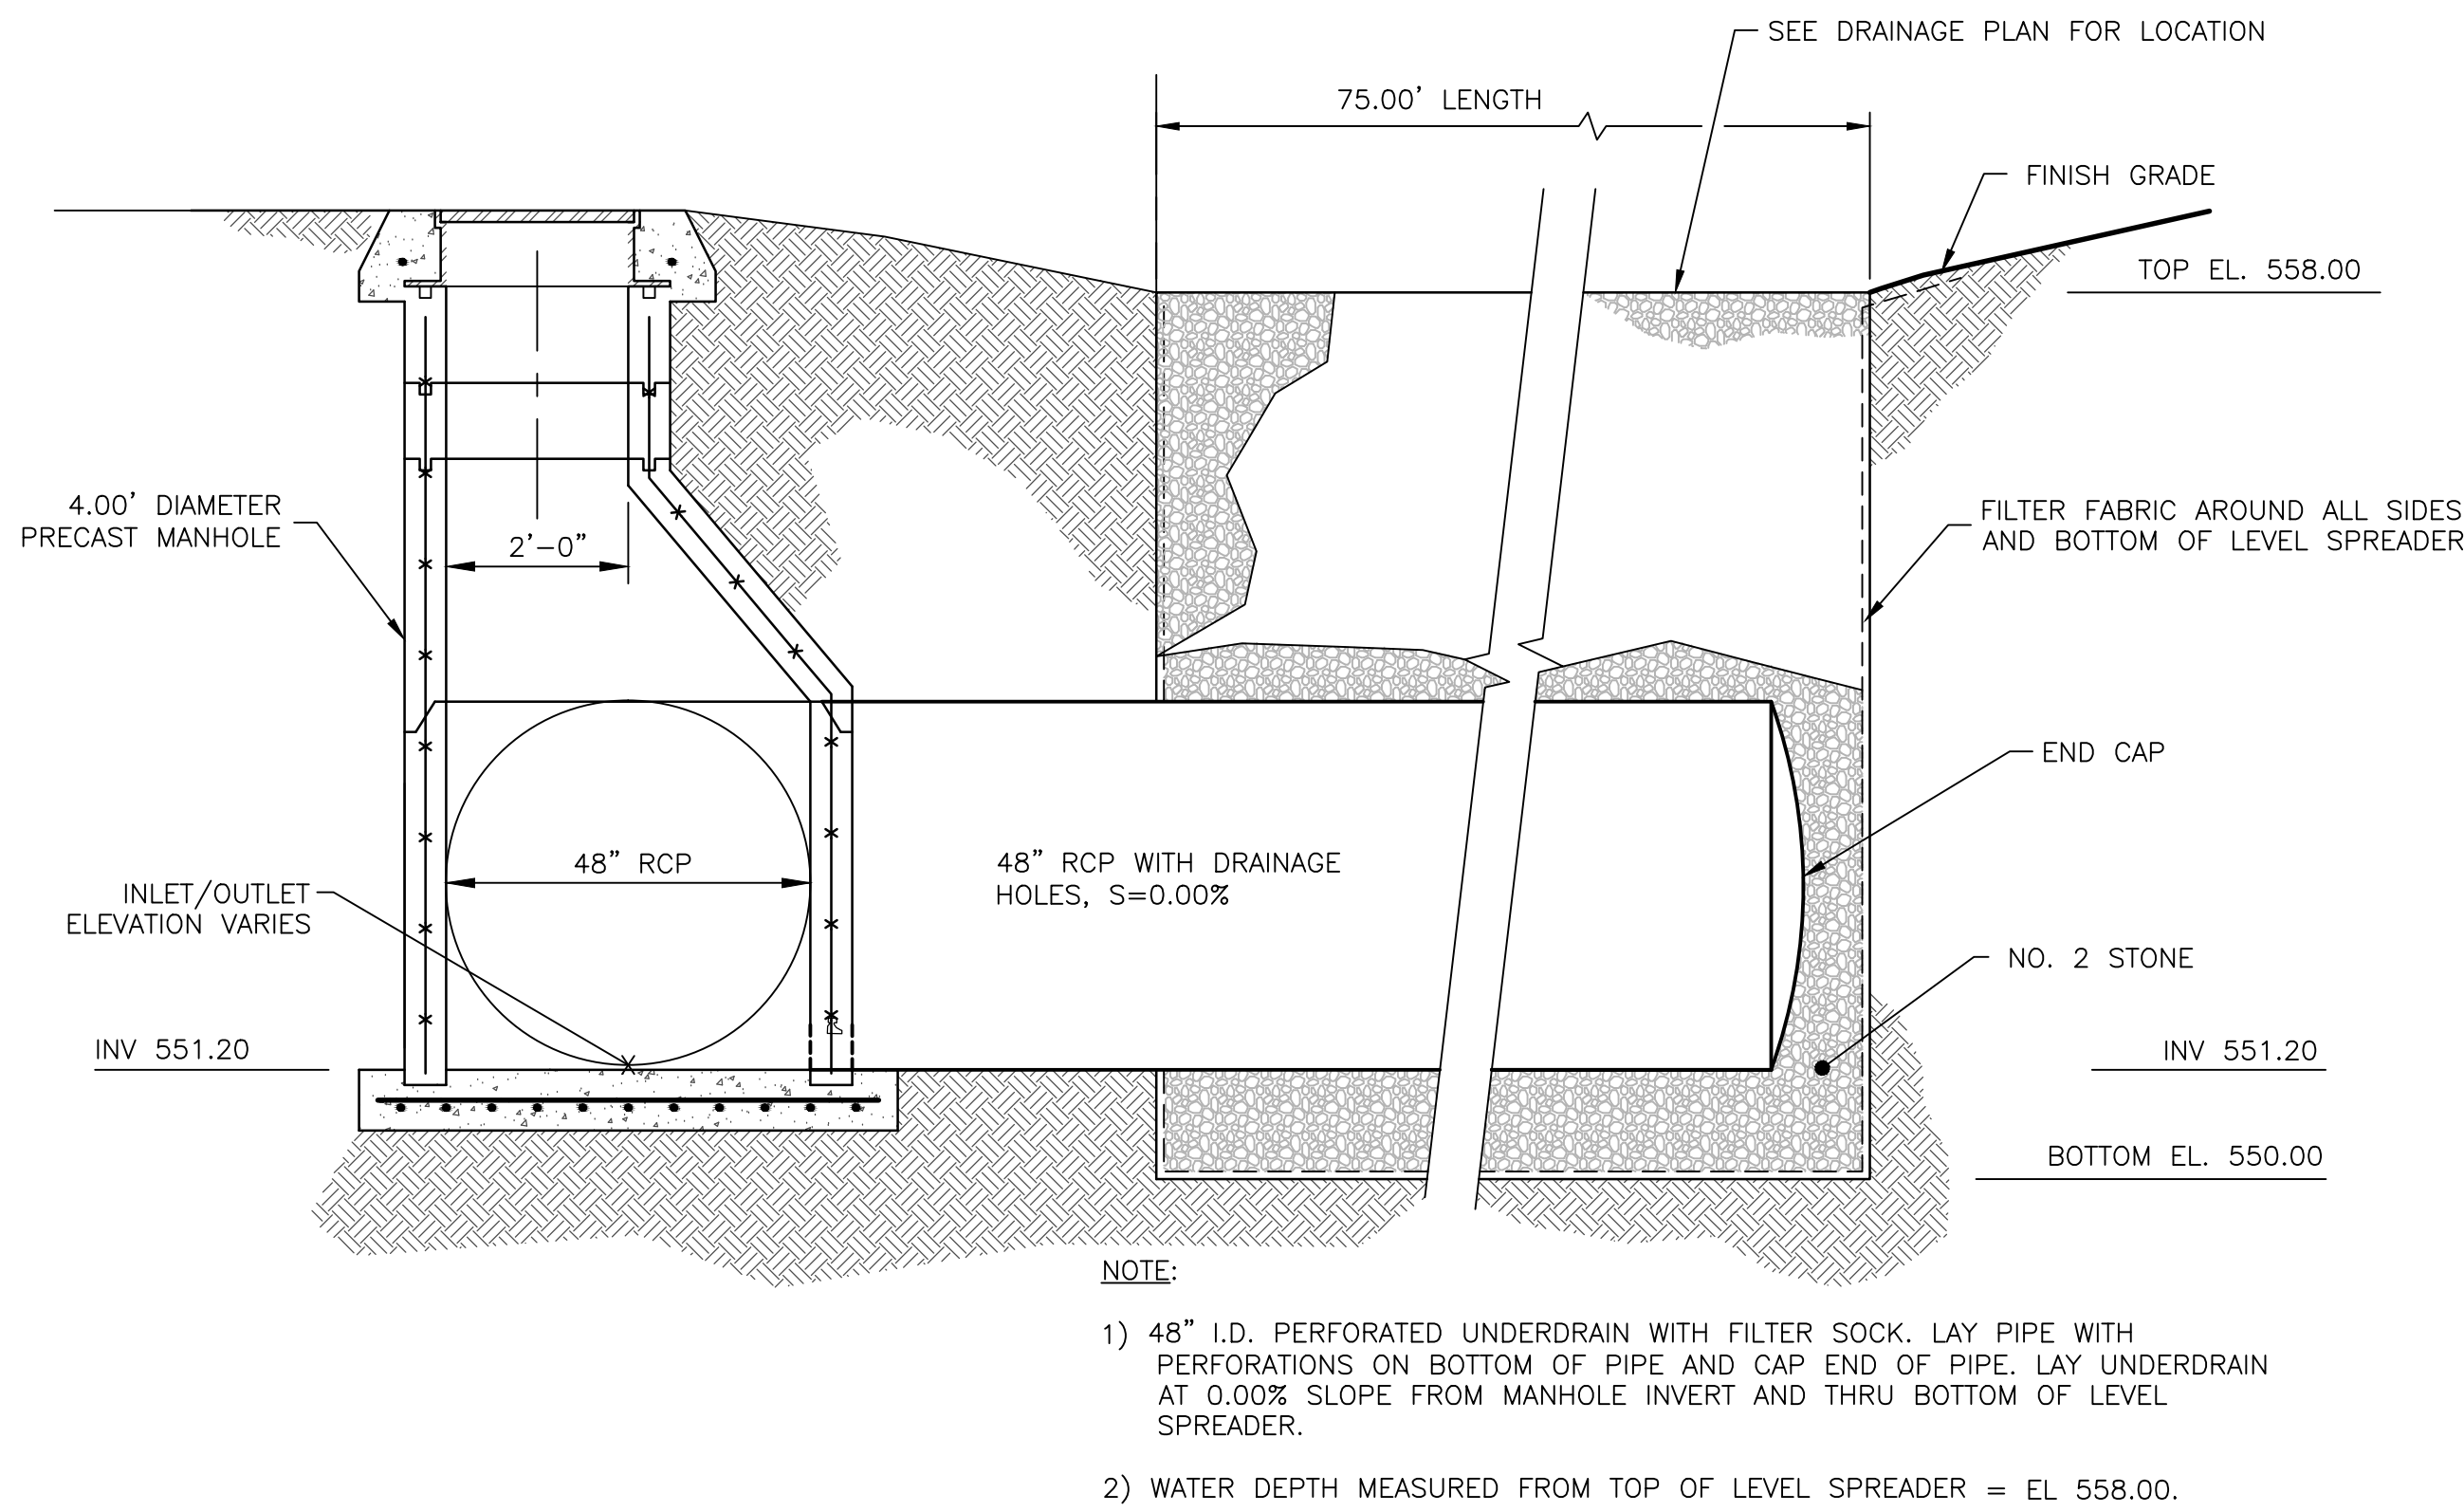 SEE DRAINAGE PLAN FOR LOCATION
75.00' LENGTH
FINISH GRADE
TOP EL. 558.00
4.00' DIAMETER
PRECAST MANHOLE
2'-0"
FILTER FABRIC AROUND ALL SIDES
AND BOTTOM OF LEVEL SPREADER
END CAP
48" RCP
48" RCP WITH DRAINAGE
HOLES, S=0.00%
INLET/OUTLET
ELEVATION VARIES
NO. 2 STONE
INV 551.20
INV 551.20
BOTTOM EL. 550.00
NOTE:
1) 48" I.D. PERFORATED UNDERDRAIN WITH FILTER SOCK. LAY PIPE WITH
PERFORATIONS ON BOTTOM OF PIPE AND CAP END OF PIPE. LAY UNDERDRAIN
AT 0.00% SLOPE FROM MANHOLE INVERT AND THRU BOTTOM OF LEVEL
SPREADER.
2) WATER DEPTH MEASURED FROM TOP OF LEVEL SPREADER = EL 558.00.